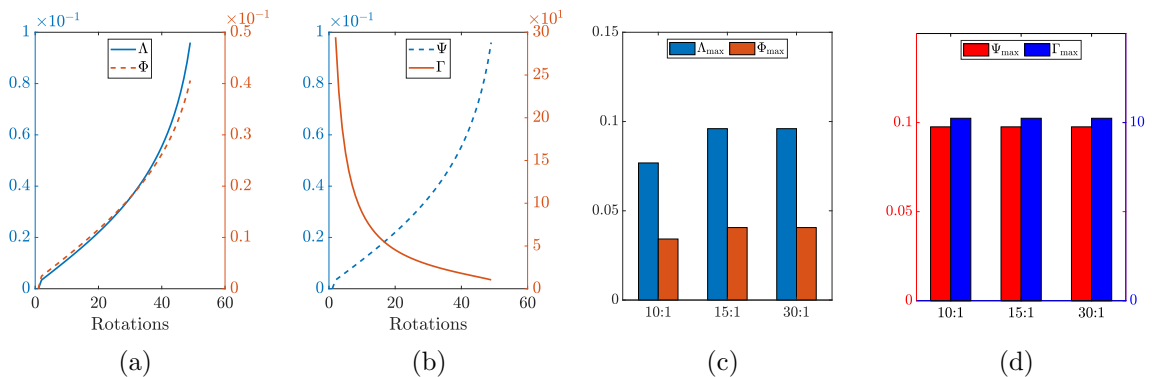 ×10⁻¹
×10⁻¹
1
0.8
0.6
0.4
0.2
0
0.5
0.4
0.3
0.2
0.1
0
Λ
Φ
0 20 40 60
Rotations
(a)
×10⁻¹
×10¹
1
0.8
0.6
0.4
0.2
0
30
25
20
15
10
5
0
Ψ
Γ
0 20 40 60
Rotations
(b)
0.15
0.1
0.05
0
Λmax Φmax
10:1 15:1 30:1
(c)
0.1
0.05
0
10
0
Ψmax Γmax
10:1 15:1 30:1
(d)